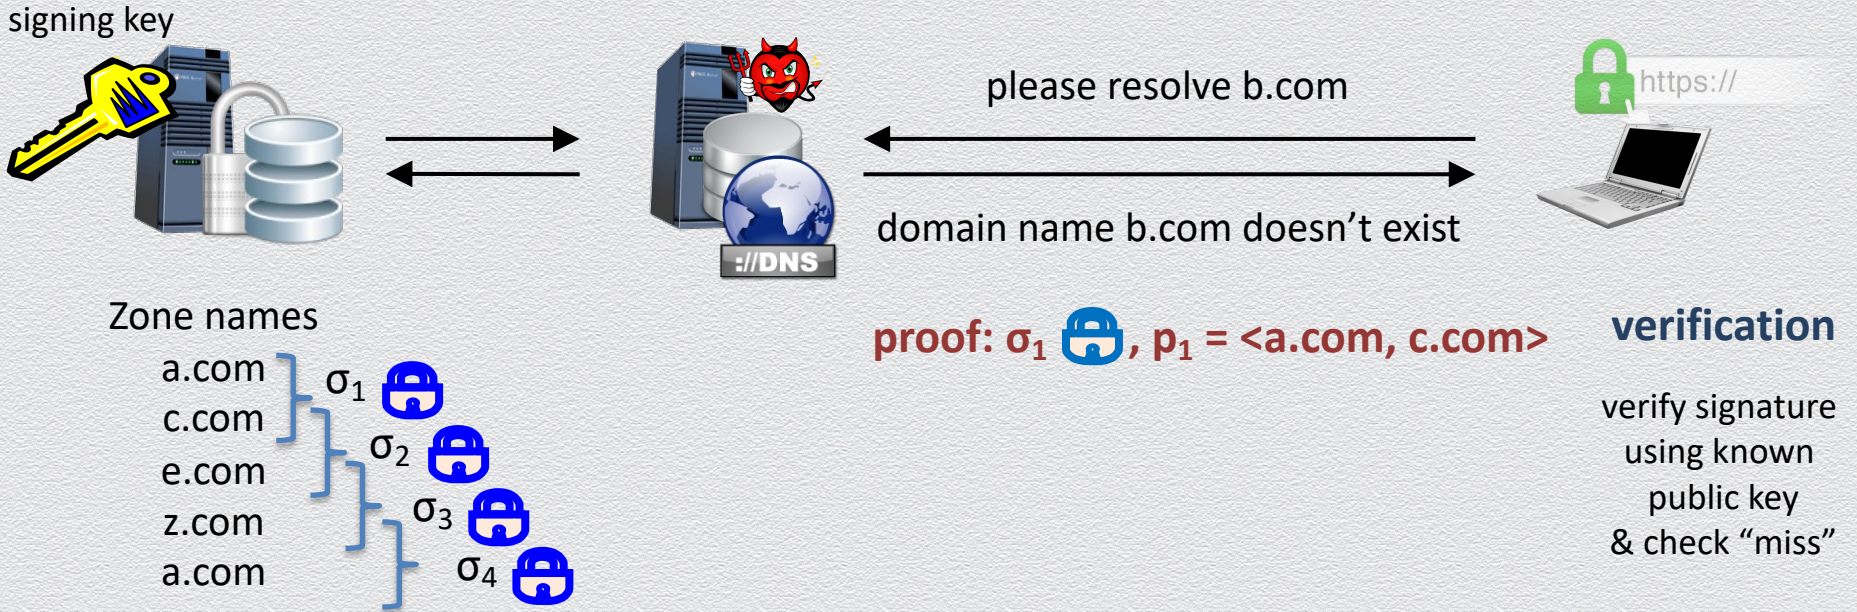 signing key
please resolve b.com
https://
domain name b.com doesn’t exist
://DNS
Zone names
a.com
c.com
e.com
z.com
a.com
σ1
σ2
σ3
σ4
proof: σ1 , p1 = <a.com, c.com>
verification
verify signature
using known
public key
& check “miss”